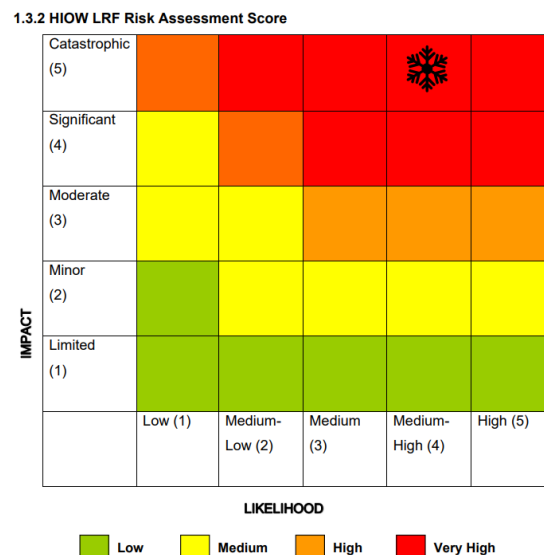 1.3.2 HIOW LRF Risk Assessment Score
Catastrophic
(5)
Significant
(4)
Moderate
(3)
Minor
(2)
Limited
(1)
IMPACT
Low (1)
Medium-
Low (2)
Medium
(3)
Medium-
High (4)
High (5)
LIKELIHOOD
Low
Medium
High
Very High